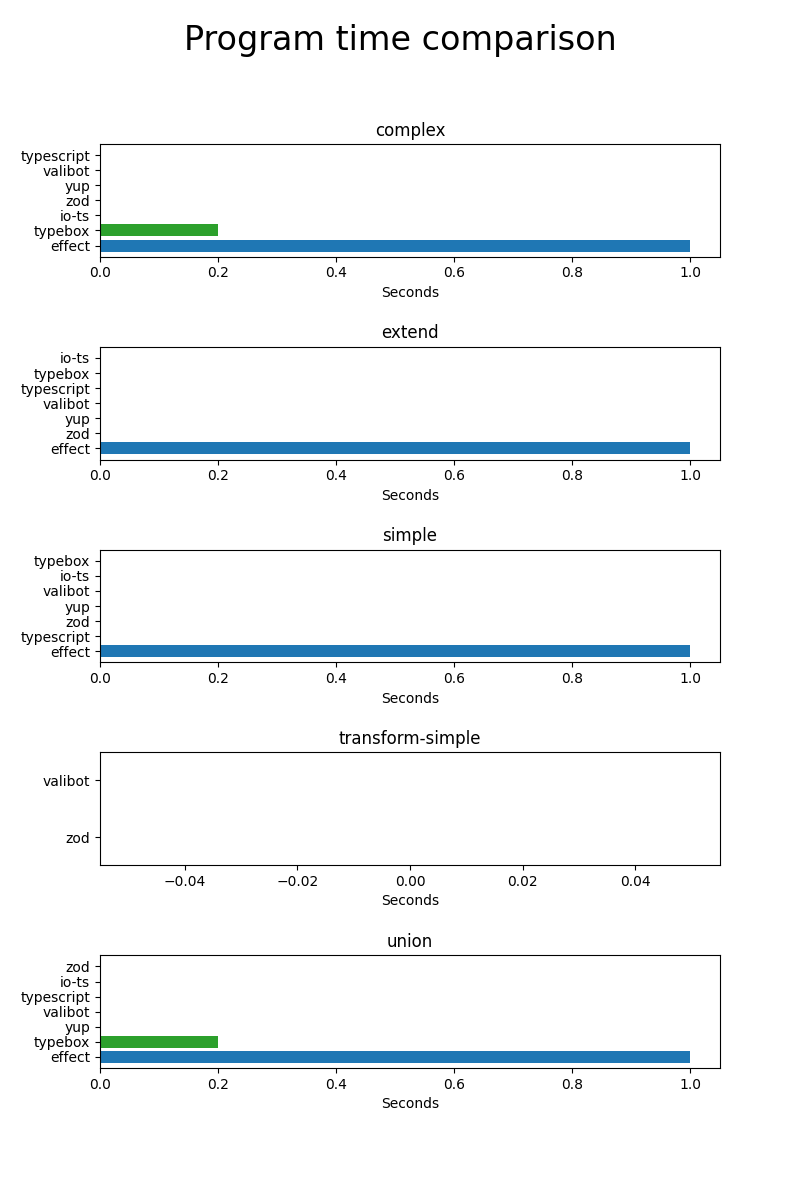 Program time comparison
complex
typescript
valibot
yup
zod
io-ts
typebox
effect
0.0 0.2 0.4 0.6 0.8 1.0
Seconds
extend
io-ts
typebox
typescript
valibot
yup
zod
effect
0.0 0.2 0.4 0.6 0.8 1.0
Seconds
simple
typebox
io-ts
valibot
yup
zod
typescript
effect
0.0 0.2 0.4 0.6 0.8 1.0
Seconds
transform-simple
valibot
zod
−0.04 −0.02 0.00 0.02 0.04
Seconds
union
zod
io-ts
typescript
valibot
yup
typebox
effect
0.0 0.2 0.4 0.6 0.8 1.0
Seconds